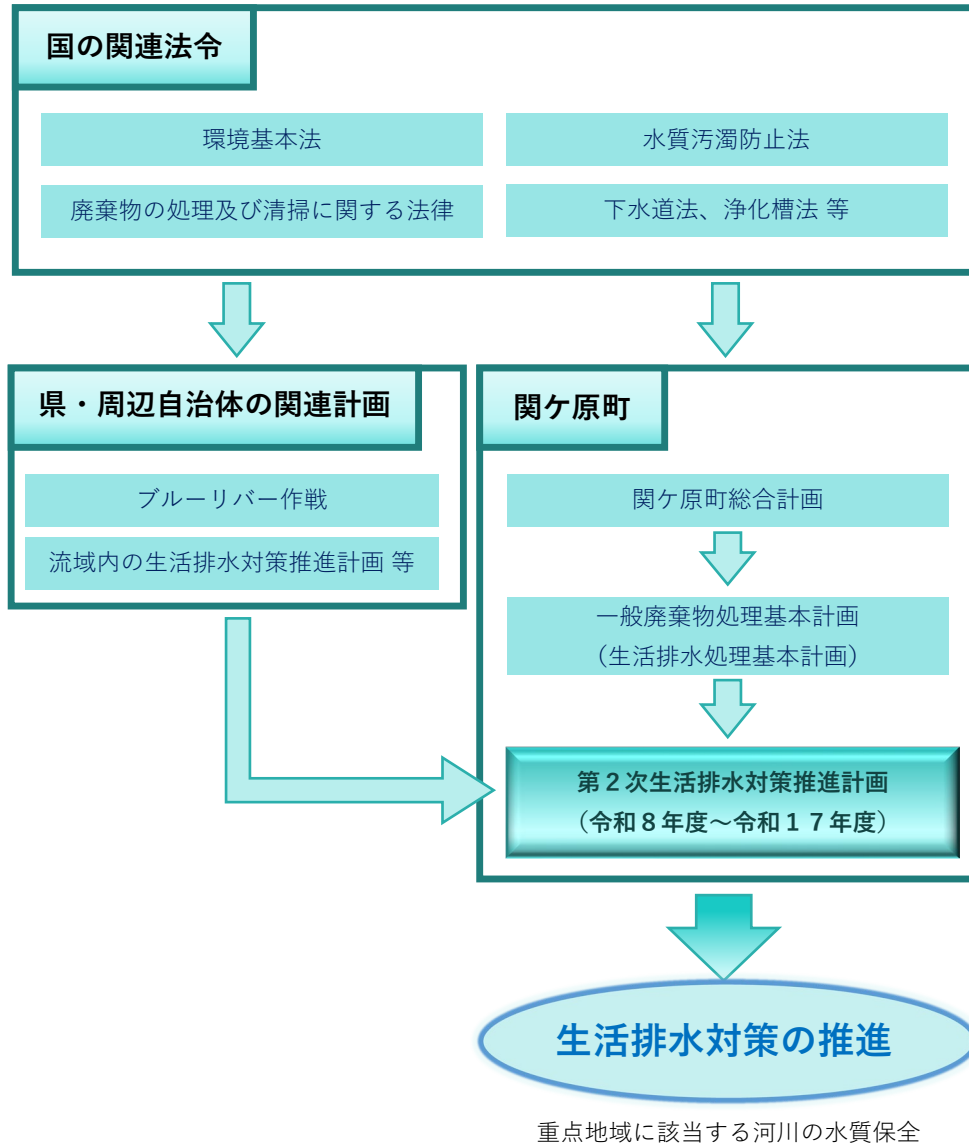 国の関連法令
環境基本法
水質汚濁防止法
廃棄物の処理及び清掃に関する法律
下水道法、浄化槽法 等
県・周辺自治体の関連計画
ブルーリバー作戦
流域内の生活排水対策推進計画 等
関ケ原町
関ケ原町総合計画
一般廃棄物処理基本計画
（生活排水処理基本計画）
第２次生活排水対策推進計画
（令和８年度～令和１７年度）
生活排水対策の推進
重点地域に該当する河川の水質保全